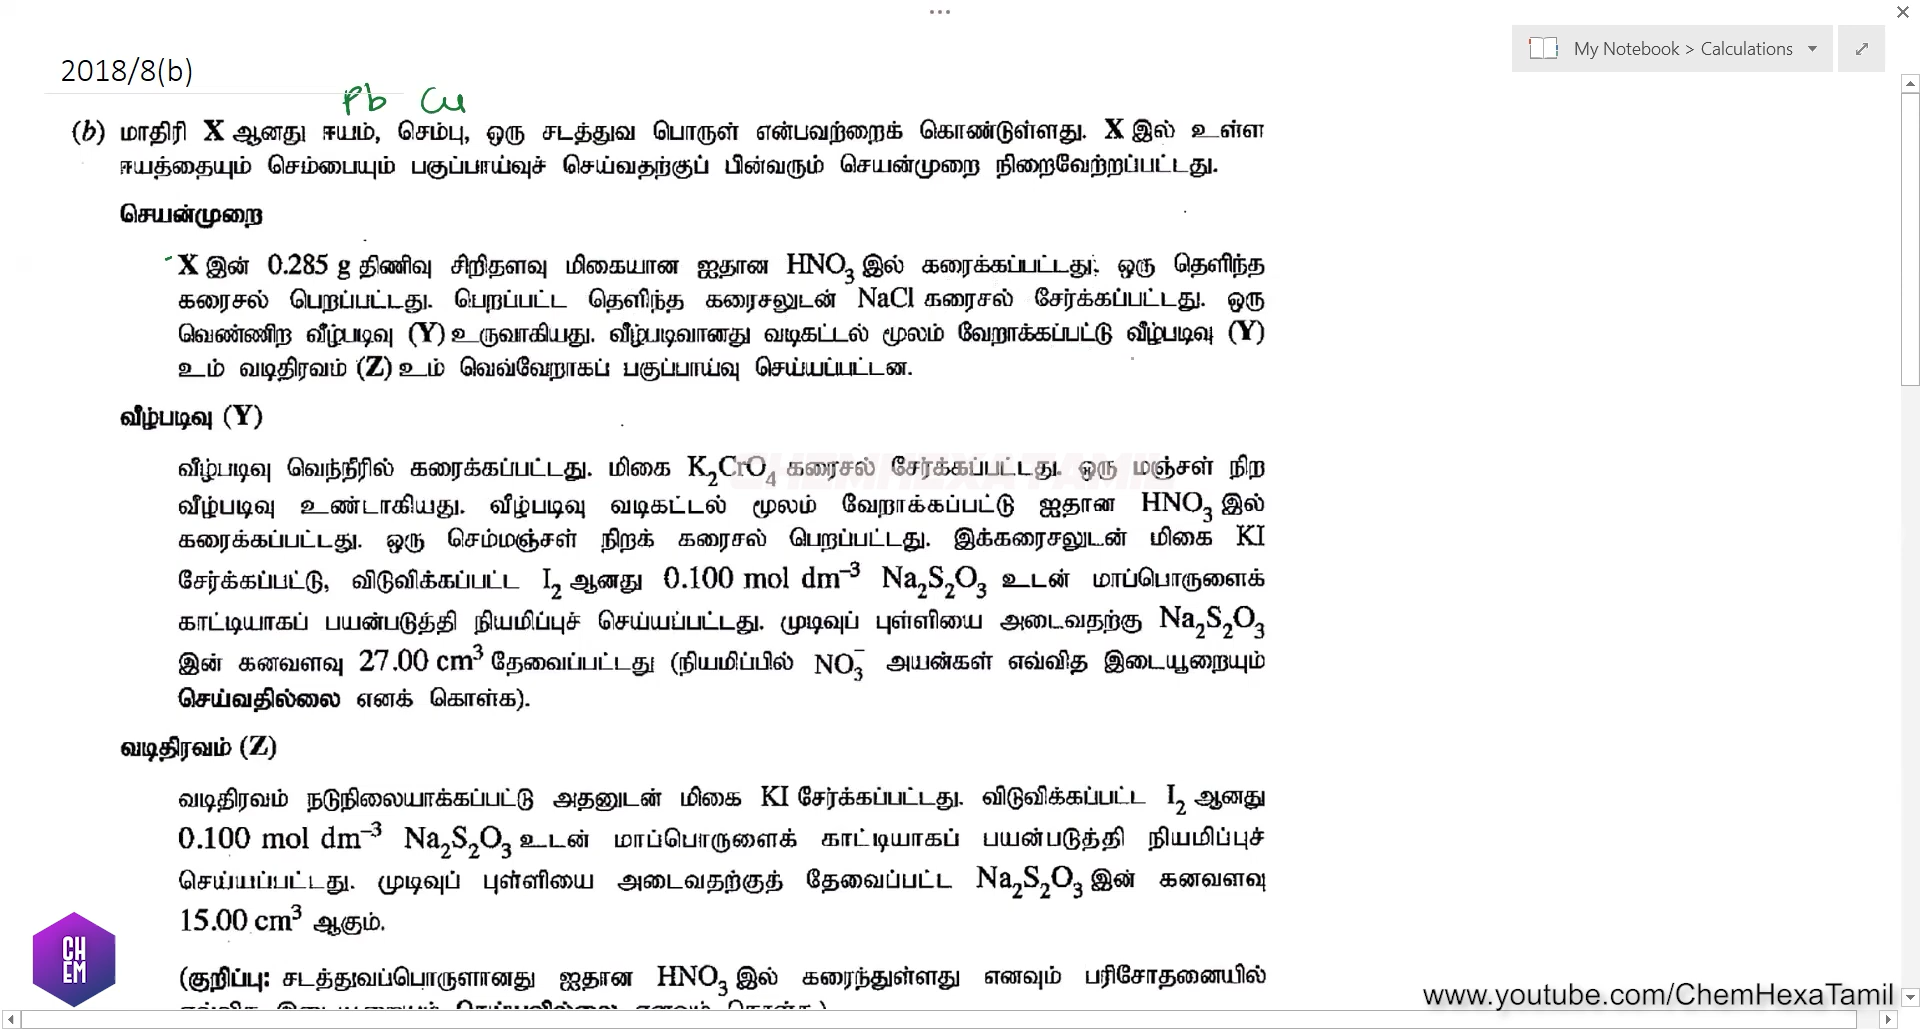 My Notebook > Calculations
2018/8(b)
Pb Cu
(b) மாதிரி X ஆனது ஈயம், செம்பு, ஒரு சடத்துவ பொருள் என்பவற்றைக் கொண்டுள்ளது. X இல் உள்ள
ஈயத்தையும் செம்பையும் பகுப்பாய்வுச் செய்வதற்குப் பின்வரும் செயன்முறை நிறைவேற்றப்பட்டது.
செயன்முறை
X இன் 0.285 g திணிவு சிறிதளவு மிகையான ஐதான HNO₃ இல் கரைக்கப்பட்டது; ஒரு தெளிந்த
கரைசல் பெறப்பட்டது. பெறப்பட்ட தெளிந்த கரைசலுடன் NaCl கரைசல் சேர்க்கப்பட்டது. ஒரு
வெண்ணிற வீழ்படிவு (Y) உருவாகியது. வீழ்படிவானது வடிகட்டல் மூலம் வேறாக்கப்பட்டு வீழ்படிவு (Y)
உம் வடிதிரவம் (Z) உம் வெவ்வேறாகப் பகுப்பாய்வு செய்யப்பட்டன.
வீழ்படிவு (Y)
வீழ்படிவு வெந்நீரில் கரைக்கப்பட்டது. மிகை K₂CrO₄ கரைசல் சேர்க்கப்பட்டது. ஒரு மஞ்சள் நிற
CHEMHEXA TAMIL
வீழ்படிவு உண்டாகியது. வீழ்படிவு வடிகட்டல் மூலம் வேறாக்கப்பட்டு ஐதான HNO₃ இல்
கரைக்கப்பட்டது. ஒரு செம்மஞ்சள் நிறக் கரைசல் பெறப்பட்டது. இக்கரைசலுடன் மிகை KI
சேர்க்கப்பட்டு, விடுவிக்கப்பட்ட I₂ ஆனது 0.100 mol dm⁻³ Na₂S₂O₃ உடன் மாப்பொருளைக்
காட்டியாகப் பயன்படுத்தி நியமிப்புச் செய்யப்பட்டது. முடிவுப் புள்ளியை அடைவதற்கு Na₂S₂O₃
இன் கனவளவு 27.00 cm³ தேவைப்பட்டது (நியமிப்பில் NO₃⁻ அயன்கள் எவ்வித இடையூறையும்
செய்வதில்லை எனக் கொள்க).
வடிதிரவம் (Z)
வடிதிரவம் நடுநிலையாக்கப்பட்டு அதனுடன் மிகை KI சேர்க்கப்பட்டது. விடுவிக்கப்பட்ட I₂ ஆனது
0.100 mol dm⁻³ Na₂S₂O₃ உடன் மாப்பொருளைக் காட்டியாகப் பயன்படுத்தி நியமிப்புச்
செய்யப்பட்டது. முடிவுப் புள்ளியை அடைவதற்குத் தேவைப்பட்ட Na₂S₂O₃ இன் கனவளவு
15.00 cm³ ஆகும்.
(குறிப்பு: சடத்துவப்பொருளானது ஐதான HNO₃ இல் கரைந்துள்ளது எனவும் பரிசோதனையில்
CH
EM
www.youtube.com/ChemHexaTamil